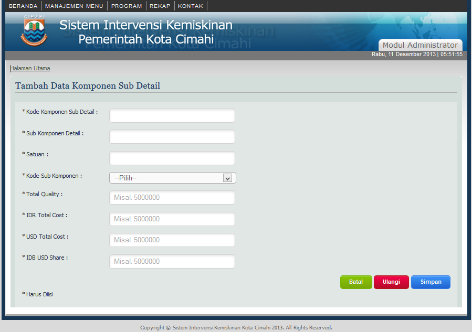 BERANDA MANAJEMEN MENU PROGRAM REKAP KONTAK
CIMAHI
Sistem Intervensi Kemiskinan
Pemerintah Kota Cimahi
Modul Administrator
Rabu, 11 Desember 2013 | 05:51:55
Halaman Utama
Tambah Data Komponen Sub Detail
* Kode Komponen Sub Detail :
* Sub Komponen Detail :
* Satuan :
* Kode Sub Komponen : --Pilih--
* Total Quality : Misal: 5000000
* IDR Total Cost : Misal: 5000000
* USD Total Cost : Misal: 5000000
* IDB USD Share : Misal: 5000000
Batal Ulangi Simpan
* Harus Diisi
Copyright @ Sistem Intervensi Kemiskinan Kota Cimahi 2013. All Rights Reserved.